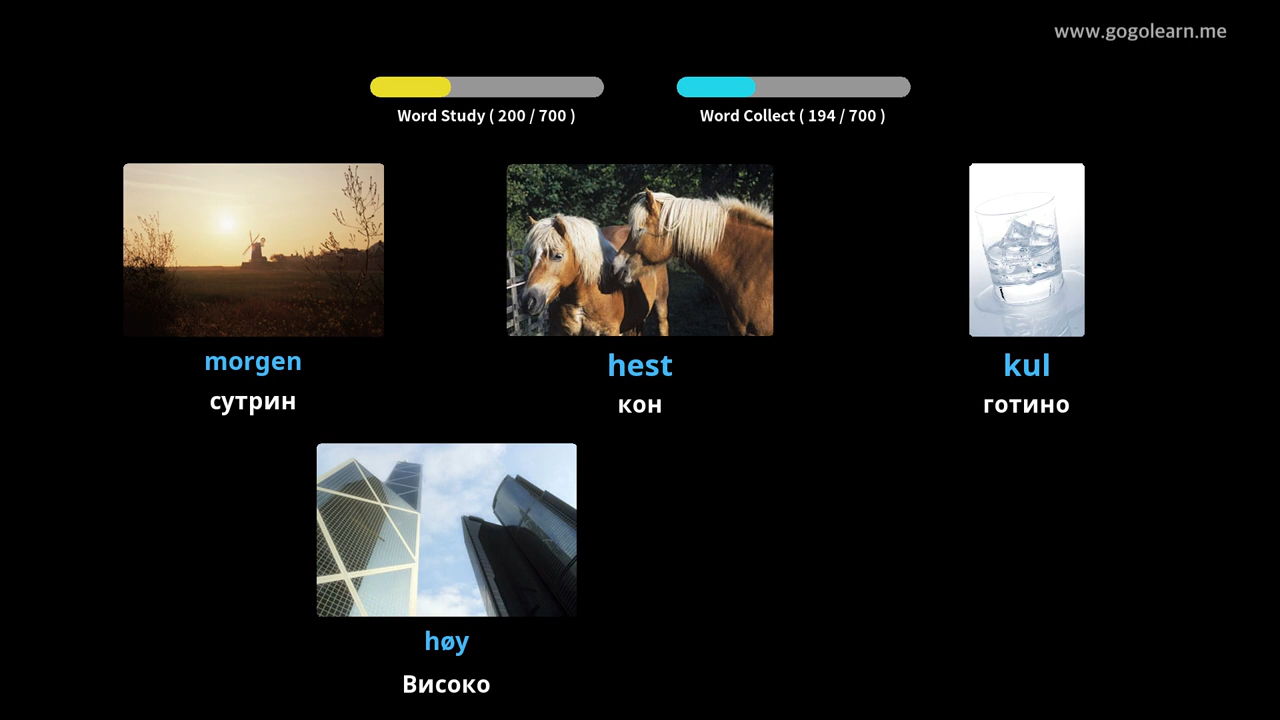 www.gogolearn.me
Word Study ( 200 / 700 )
Word Collect ( 194 / 700 )
morgen
сутрин
hest
кон
kul
готино
høy
Високо